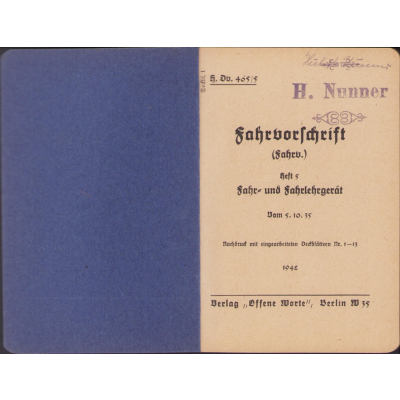 H. Dv. 465/5
H. Nunner
Fahrvorschrift
(Fahrv.)
Heft 5
Fahr- und Fahrlehrgerät
Vom 5. 10. 35
Nachdruck mit eingearbeiteten Deckblättern Nr. 1—13
1942
Verlag „Offene Worte“, Berlin W 35